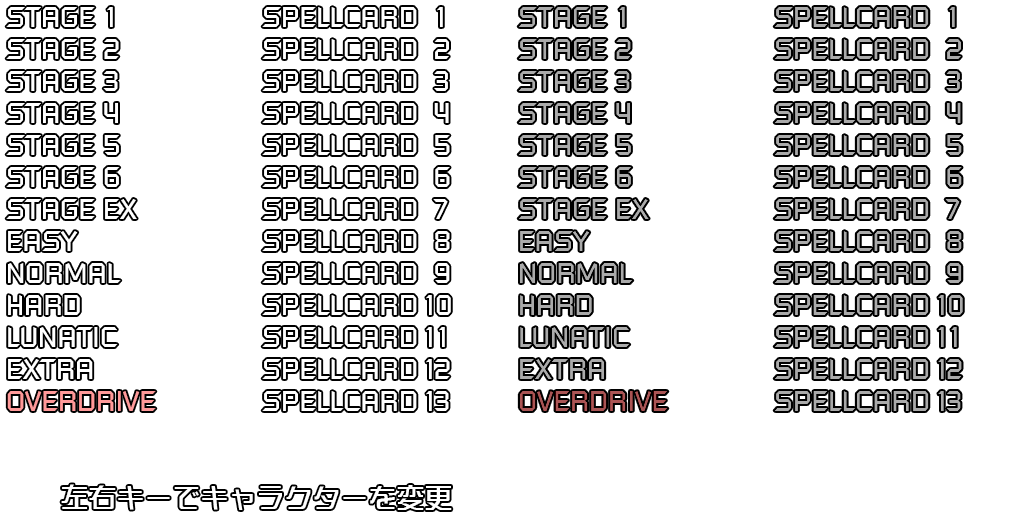 STAGE 1 SPELLCARD 1 STAGE 1 SPELLCARD 1
STAGE 2 SPELLCARD 2 STAGE 2 SPELLCARD 2
STAGE 3 SPELLCARD 3 STAGE 3 SPELLCARD 3
STAGE 4 SPELLCARD 4 STAGE 4 SPELLCARD 4
STAGE 5 SPELLCARD 5 STAGE 5 SPELLCARD 5
STAGE 6 SPELLCARD 6 STAGE 6 SPELLCARD 6
STAGE EX SPELLCARD 7 STAGE EX SPELLCARD 7
EASY SPELLCARD 8 EASY SPELLCARD 8
NORMAL SPELLCARD 9 NORMAL SPELLCARD 9
HARD SPELLCARD 10 HARD SPELLCARD 10
LUNATIC SPELLCARD 11 LUNATIC SPELLCARD 11
EXTRA SPELLCARD 12 EXTRA SPELLCARD 12
OVERDRIVE SPELLCARD 13 OVERDRIVE SPELLCARD 13
左右キーでキャラクターを変更